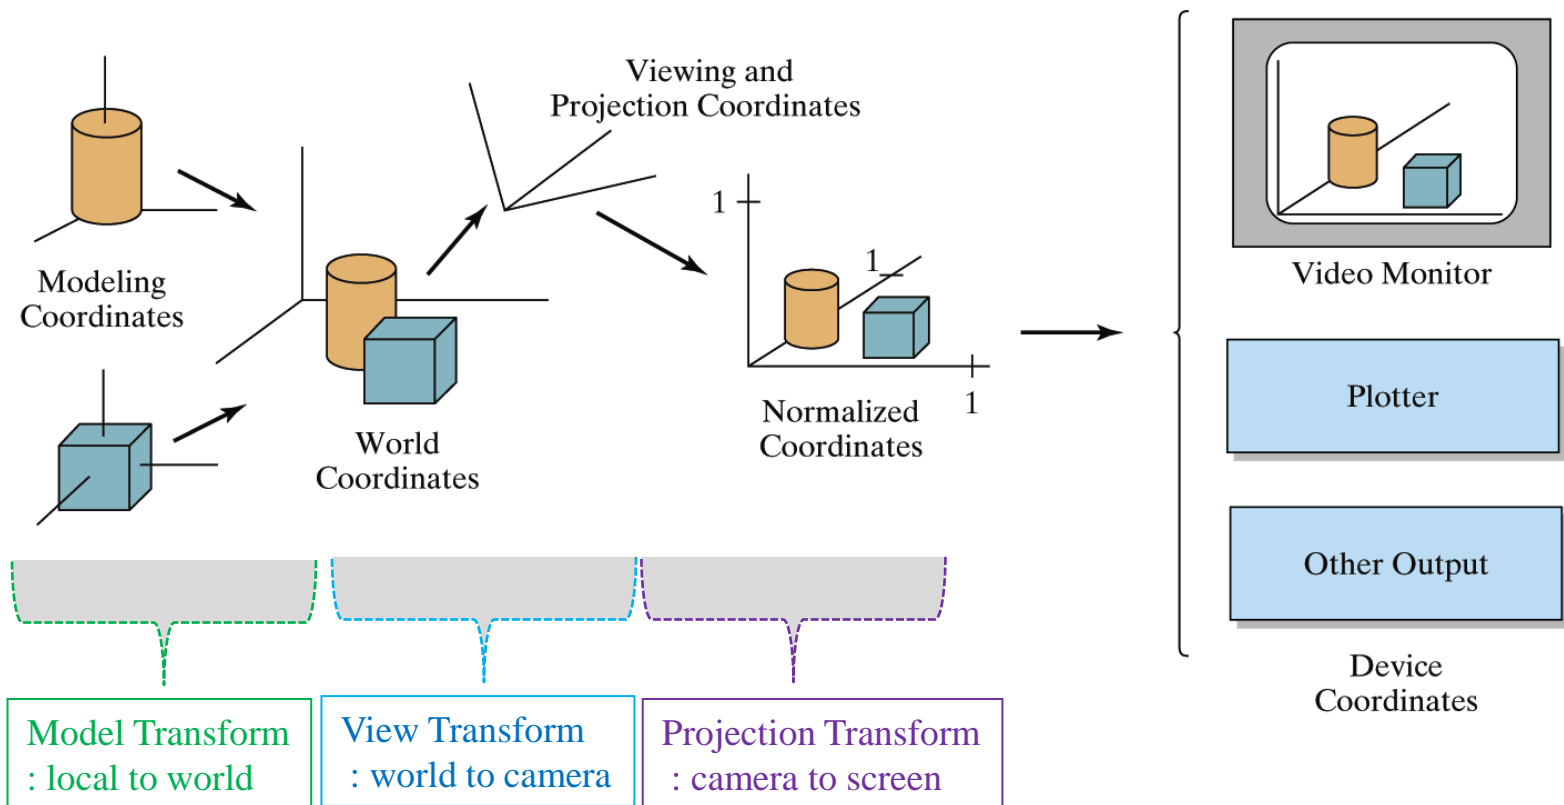 Modeling
Coordinates
World
Coordinates
Viewing and
Projection Coordinates
1
1
1
Normalized
Coordinates
Video Monitor
Plotter
Other Output
Device
Coordinates
Model Transform
: local to world
View Transform
: world to camera
Projection Transform
: camera to screen